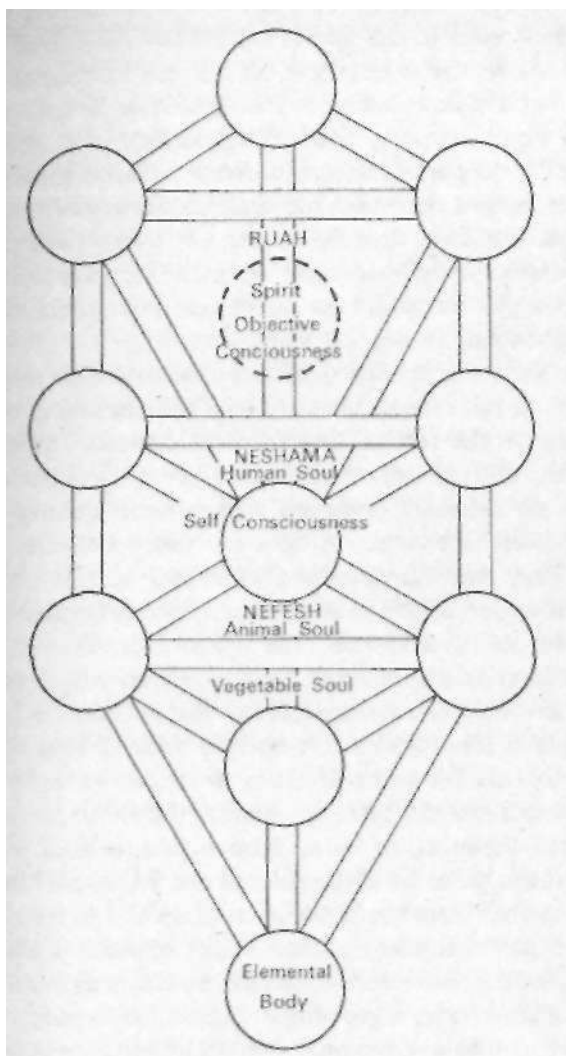 RUAH
Spirit
Objective
Conciousness
NESHAMA
Human Soul
Self Consciousness
NEFESH
Animal Soul
Vegetable Soul
Elemental
Body